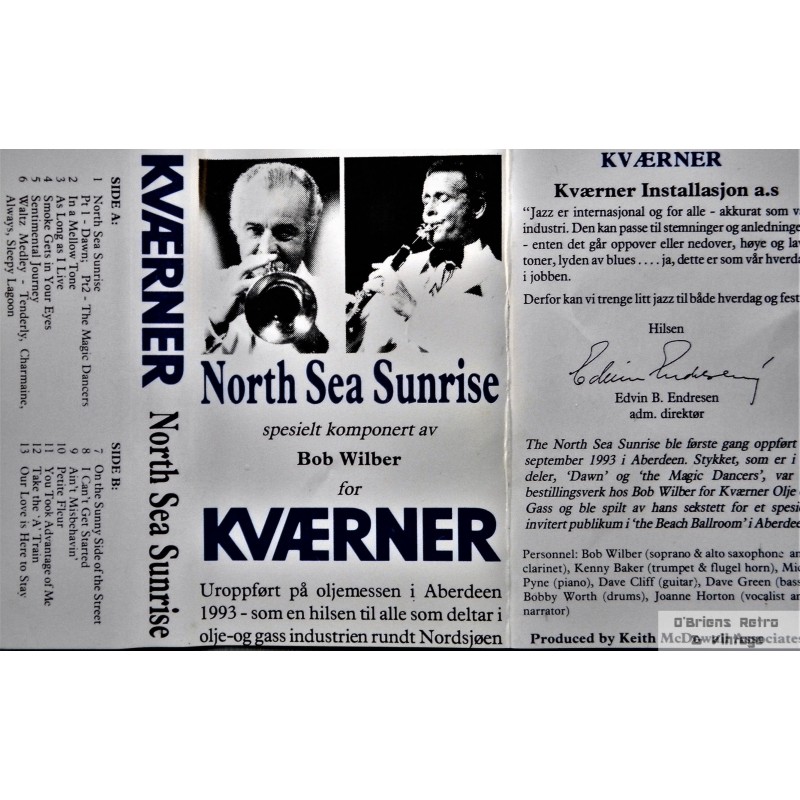 SIDE A:
1 North Sea Sunrise
Pt 1 - Dawn; Pt2 - The Magic Dancers
2 In a Mellow Tone
3 As Long as I Live
4 Smoke Gets in Your Eyes
5 Sentimental Journey
6 Waltz Medley - Tenderly, Charmaine,
Always, Sleepy Lagoon
SIDE B:
7 On the Sunny Side of the Street
8 I Can't Get Started
9 Ain't Misbehavin'
10 Petite Fleur
11 You Took Advantage of Me
12 Take the 'A' Train
13 Our Love is Here to Stay
KVÆRNER North Sea Sunrise
North Sea Sunrise
spesielt komponert av
Bob Wilber
for
KVÆRNER
Uroppført på oljemessen i Aberdeen
1993 - som en hilsen til alle som deltar i
olje-og gass industrien rundt Nordsjøen
KVÆRNER
Kværner Installasjon a.s
"Jazz er internasjonal og for alle - akkurat som
industri. Den kan passe til stemninger og anledninge
- enten det går oppover eller nedover, høye og
toner, lyden av blues . . . . ja, dette er som vår
i jobben.
Derfor kan vi trenge litt jazz til både hverdag og fest
Hilsen
Edvin B. Endresen
Edvin B. Endresen
adm. direktør
The North Sea Sunrise ble første gang oppført
september 1993 i Aberdeen. Stykket, som er i
deler, 'Dawn' og 'the Magic Dancers', var
bestillingsverk hos Bob Wilber for Kværner Olje
Gass og ble spilt av hans sekstett for et
invitert publikum i 'the Beach Ballroom' i
Personnel: Bob Wilber (soprano & alto saxophone
clarinet), Kenny Baker (trumpet & flugel horn),
Pyne (piano), Dave Cliff (guitar), Dave Green
Bobby Worth (drums), Joanne Horton (vocalist
narrator)
Produced by Keith McDowall Associates
O'Briens Retro
& Vintage